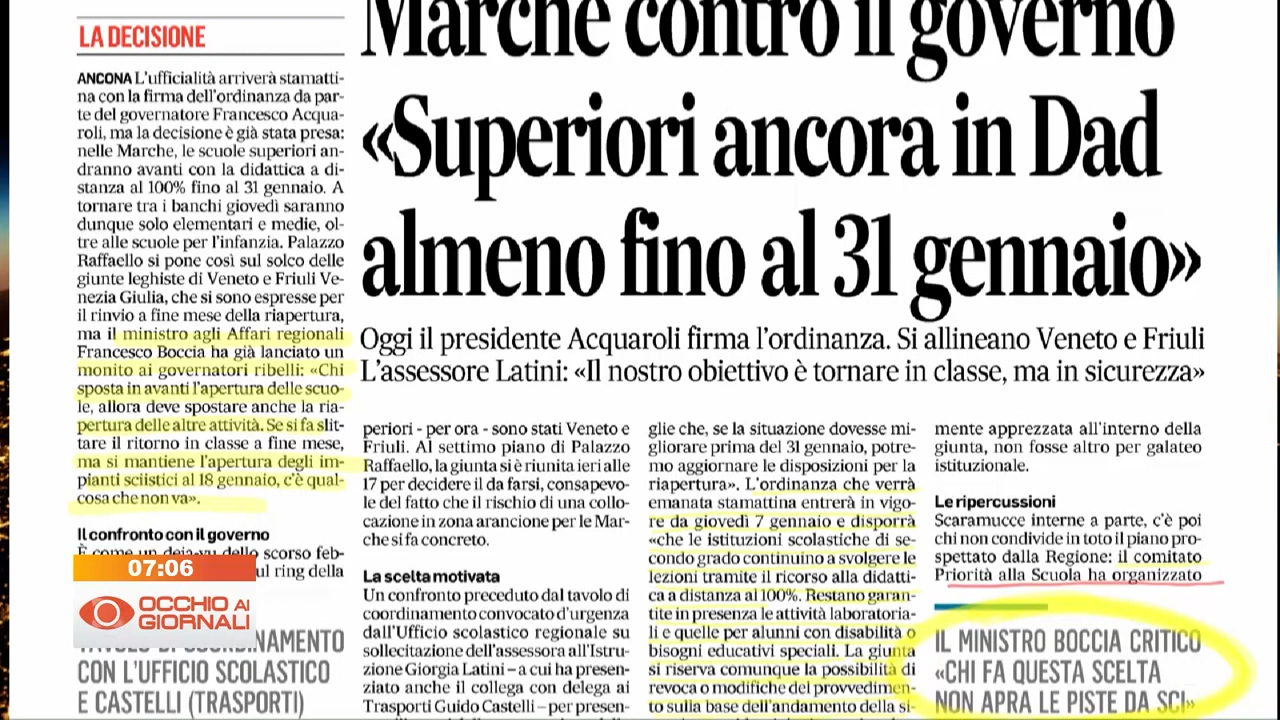 LA DECISIONE
Marche contro il governo
«Superiori ancora in Dad
almeno fino al 31 gennaio»
Oggi il presidente Acquaroli firma l'ordinanza. Si allineano Veneto e Friuli
L'assessore Latini: «Il nostro obiettivo è tornare in classe, ma in sicurezza»
ANCONA L'ufficialità arriverà stamatti-
na con la firma dell'ordinanza da par-
te del governatore Francesco Acqua-
roli, ma la decisione è già stata presa:
nelle Marche, le scuole superiori an-
dranno avanti con la didattica a di-
stanza al 100% fino al 31 gennaio. A
tornare tra i banchi giovedì saranno
dunque solo elementari e medie, ol-
tre alle scuole per l'infanzia. Palazzo
Raffaello si pone così sul solco delle
giunte leghiste di Veneto e Friuli Ve-
nezia Giulia, che si sono espresse per
il rinvio a fine mese della riapertura,
ma il ministro agli Affari regionali
Francesco Boccia ha già lanciato un
monito ai governatori ribelli: «Chi
sposta in avanti l'apertura delle scuo-
le, allora deve spostare anche la ria-
pertura delle altre attività. Se si fa slit-
tare il ritorno in classe a fine mese,
ma si mantiene l'apertura degli im-
pianti sciistici al 18 gennaio, c'è qual-
cosa che non va».
Il confronto con il governo
È come un deja-vu dello scorso feb-
ul ring della
07:06
OCCHIO AI
GIORNALI
TAVOLO DI COORDINAMENTO
CON L'UFFICIO SCOLASTICO
E CASTELLI (TRASPORTI)
periori - per ora - sono stati Veneto e
Friuli. Al settimo piano di Palazzo
Raffaello, la giunta si è riunita ieri alle
17 per decidere il da farsi, consapevo-
le del fatto che il rischio di una collo-
cazione in zona arancione per le Mar-
che si fa concreto.
La scelta motivata
Un confronto preceduto dal tavolo di
coordinamento convocato d'urgenza
dall'Ufficio scolastico regionale su
sollecitazione dell'assessora all'Istru-
zione Giorgia Latini – a cui ha presen-
ziato anche il collega con delega ai
Trasporti Guido Castelli – per presen-
glie che, se la situazione dovesse mi-
gliorare prima del 31 gennaio, potre-
mo aggiornare le disposizioni per la
riapertura». L'ordinanza che verrà
emanata stamattina entrerà in vigo-
re da giovedì 7 gennaio e disporrà
«che le istituzioni scolastiche di se-
condo grado continuino a svolgere le
lezioni tramite il ricorso alla didatti-
ca a distanza al 100%. Restano garan-
tite in presenza le attività laboratoria-
li e quelle per alunni con disabilità o
bisogni educativi speciali. La giunta
si riserva comunque la possibilità di
revoca o modifiche del provvedimen-
to sulla base dell'andamento della si-
mente apprezzata all'interno della
giunta, non fosse altro per galateo
istituzionale.
Le ripercussioni
Scaramucce interne a parte, c'è poi
chi non condivide in toto il piano pro-
spettato dalla Regione: il comitato
Priorità alla Scuola ha organizzato
IL MINISTRO BOCCIA CRITICO
«CHI FA QUESTA SCELTA
NON APRA LE PISTE DA SCI»